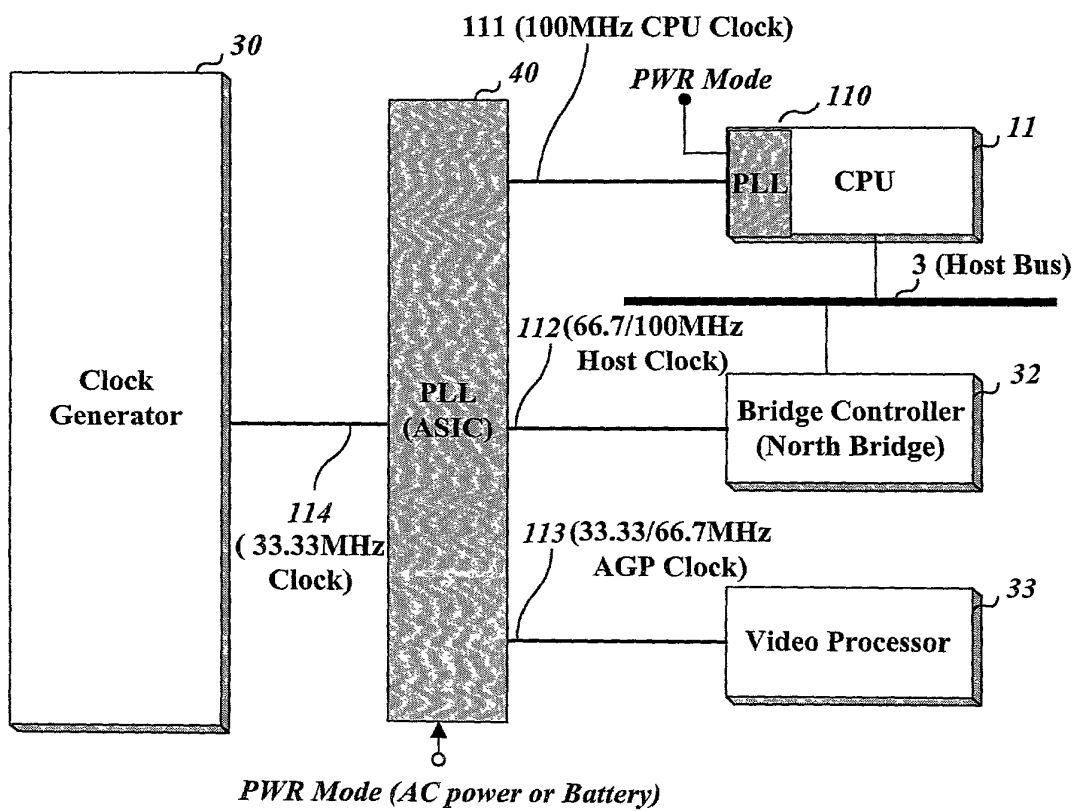 111 (100MHz CPU Clock)
30
40
PWR Mode
110
11
PLL
CPU
3 (Host Bus)
112 (66.7/100MHz
Host Clock)
32
Clock
Generator
PLL
(ASIC)
Bridge Controller
(North Bridge)
114
( 33.33MHz
Clock)
113 (33.33/66.7MHz
AGP Clock)
33
Video Processor
PWR Mode (AC power or Battery)